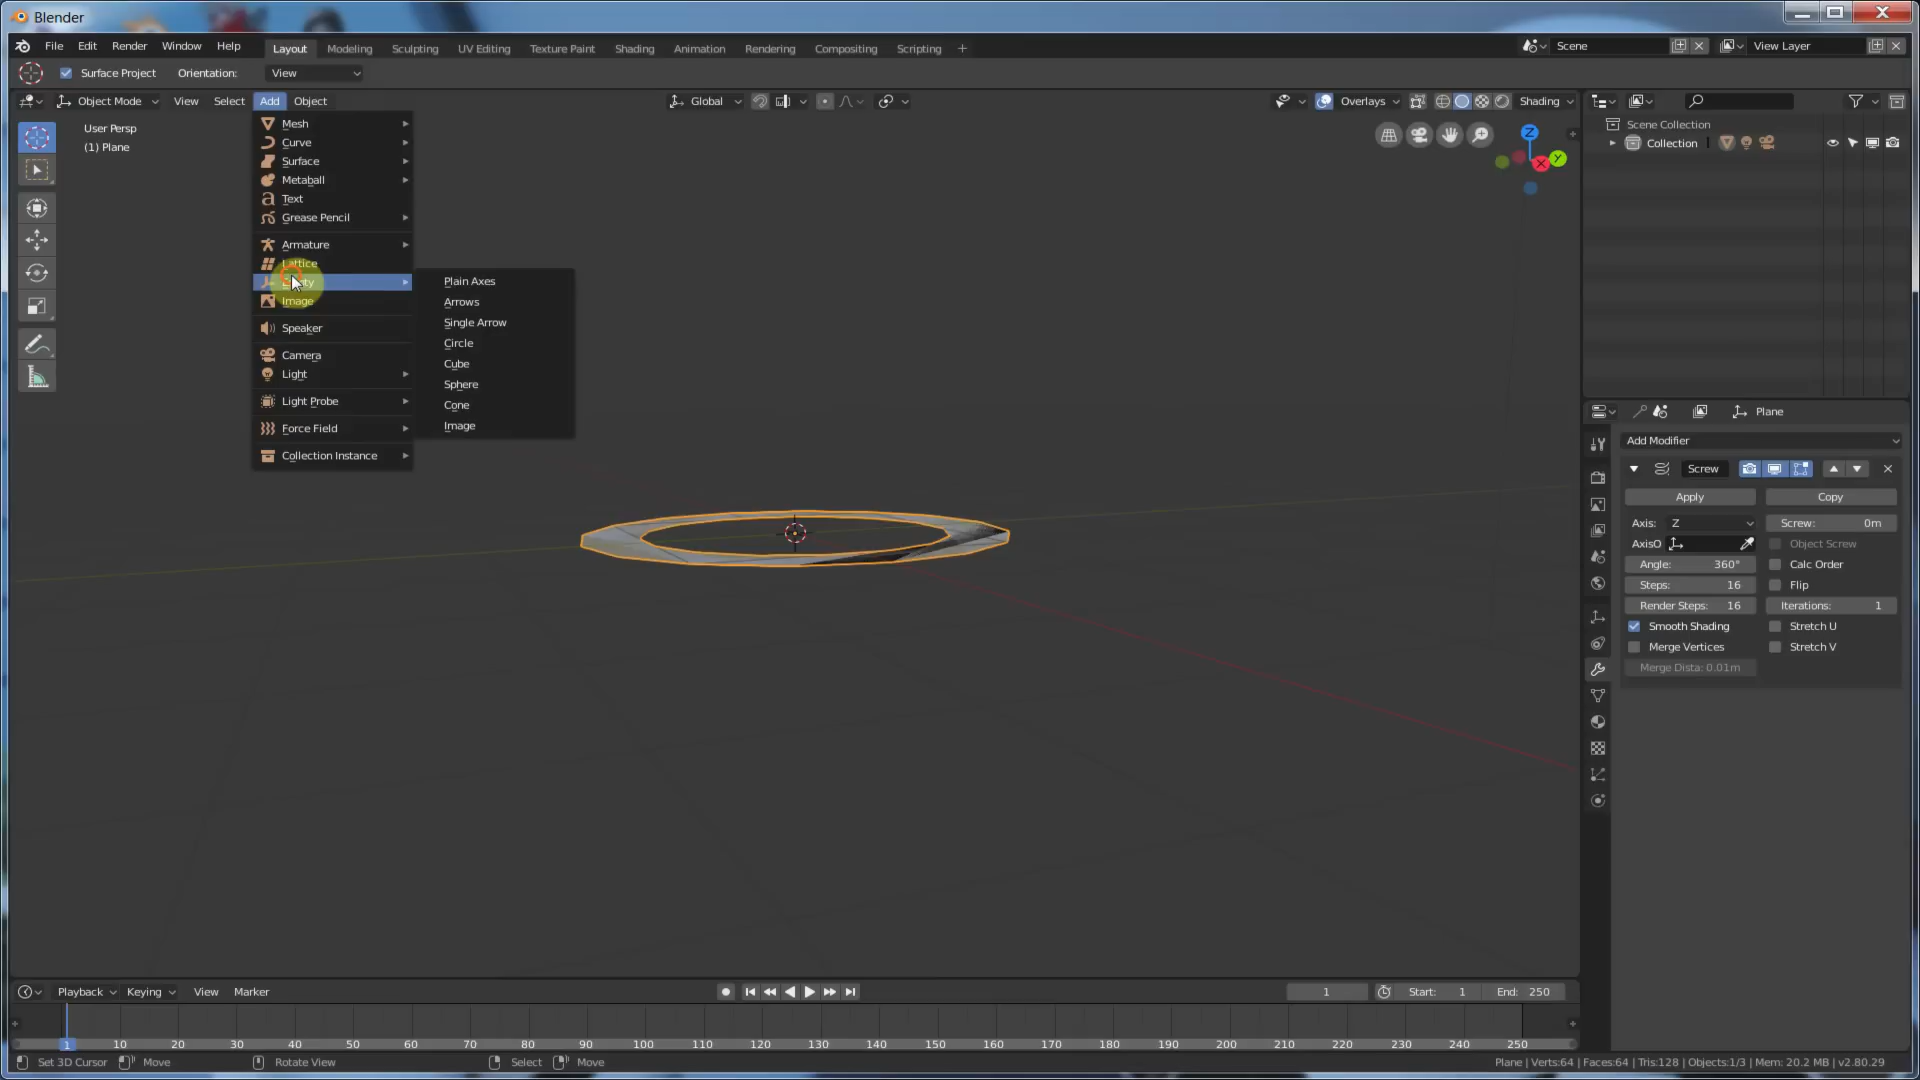 Blender
File Edit Render Window Help Layout Modeling Sculpting UV Editing Texture Paint Shading Animation Rendering Compositing Scripting + Scene View Layer
Surface Project Orientation: View
Object Mode View Select Add Object Global Overlays Shading
User Persp
(1) Plane
Mesh
Curve
Surface
Metaball
Text
Grease Pencil
Armature
Lattice
Image
Speaker
Camera
Light
Light Probe
Force Field
Collection Instance
Plain Axes
Arrows
Single Arrow
Circle
Cube
Sphere
Cone
Image
Z
Y
X
Scene Collection
Collection
Plane
Add Modifier
Screw
Apply Copy
Axis: Z Screw: 0m
AxisO Object Screw
Angle: 360° Calc Order
Steps: 16 Flip
Render Steps: 16 Iterations: 1
Smooth Shading Stretch U
Merge Vertices Stretch V
Merge Dista: 0.01m
Playback Keying View Marker 1 Start: 1 End: 250
1 10 20 30 40 50 60 70 80 90 100 110 120 130 140 150 160 170 180 190 200 210 220 230 240 250
Set 3D Cursor Move Rotate View Select Move Plane | Verts:64 | Faces:64 | Tris:128 | Objects:1/3 | Mem: 20.2 MB | v2.80.29